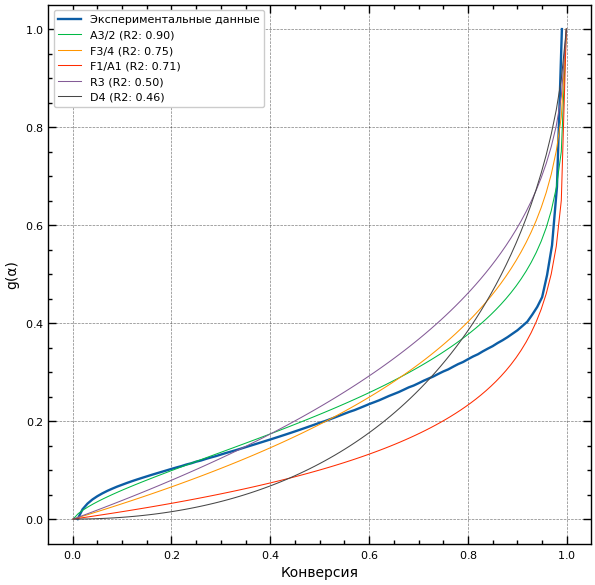 Экспериментальные данные
A3/2 (R2: 0.90)
F3/4 (R2: 0.75)
F1/A1 (R2: 0.71)
R3 (R2: 0.50)
D4 (R2: 0.46)
1.0
0.8
0.6
0.4
0.2
0.0
g(α)
0.0 0.2 0.4 0.6 0.8 1.0
Конверсия